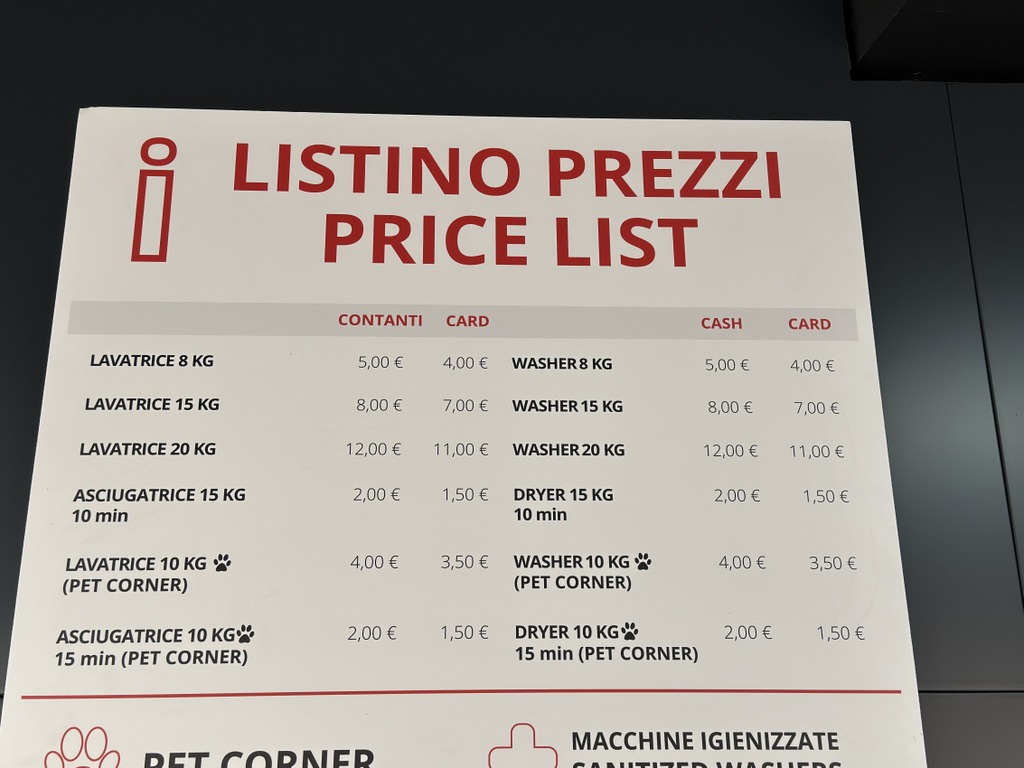 i LISTINO PREZZI
PRICE LIST
CONTANTI CARD CASH CARD
LAVATRICE 8 KG 5,00 € 4,00 € WASHER 8 KG 5,00 € 4,00 €
LAVATRICE 15 KG 8,00 € 7,00 € WASHER 15 KG 8,00 € 7,00 €
LAVATRICE 20 KG 12,00 € 11,00 € WASHER 20 KG 12,00 € 11,00 €
ASCIUGATRICE 15 KG 2,00 € 1,50 € DRYER 15 KG 2,00 € 1,50 €
10 min 10 min
LAVATRICE 10 KG 4,00 € 3,50 € WASHER 10 KG 4,00 € 3,50 €
(PET CORNER) (PET CORNER)
ASCIUGATRICE 10 KG 2,00 € 1,50 € DRYER 10 KG 2,00 € 1,50 €
15 min (PET CORNER) 15 min (PET CORNER)
PET CORNER
MACCHINE IGIENIZZATE
SANITIZED WASHERS